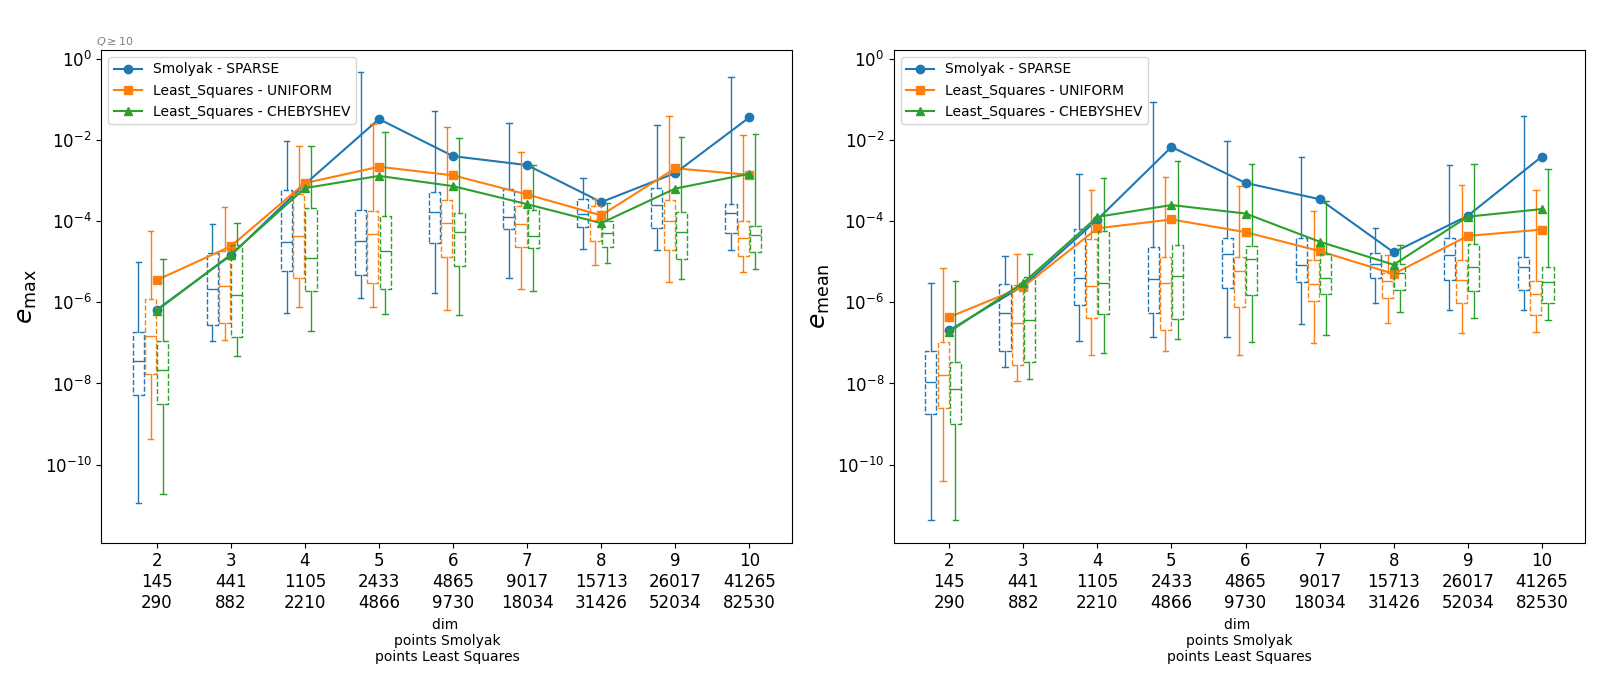 Q ≥ 10
Smolyak - SPARSE
Least_Squares - UNIFORM
Least_Squares - CHEBYSHEV
10^0
10^-2
10^-4
10^-6
10^-8
10^-10
e_max
2 3 4 5 6 7 8 9 10
145 441 1105 2433 4865 9017 15713 26017 41265
290 882 2210 4866 9730 18034 31426 52034 82530
dim
points Smolyak
points Least Squares
Smolyak - SPARSE
Least_Squares - UNIFORM
Least_Squares - CHEBYSHEV
10^0
10^-2
10^-4
10^-6
10^-8
10^-10
e_mean
2 3 4 5 6 7 8 9 10
145 441 1105 2433 4865 9017 15713 26017 41265
290 882 2210 4866 9730 18034 31426 52034 82530
dim
points Smolyak
points Least Squares